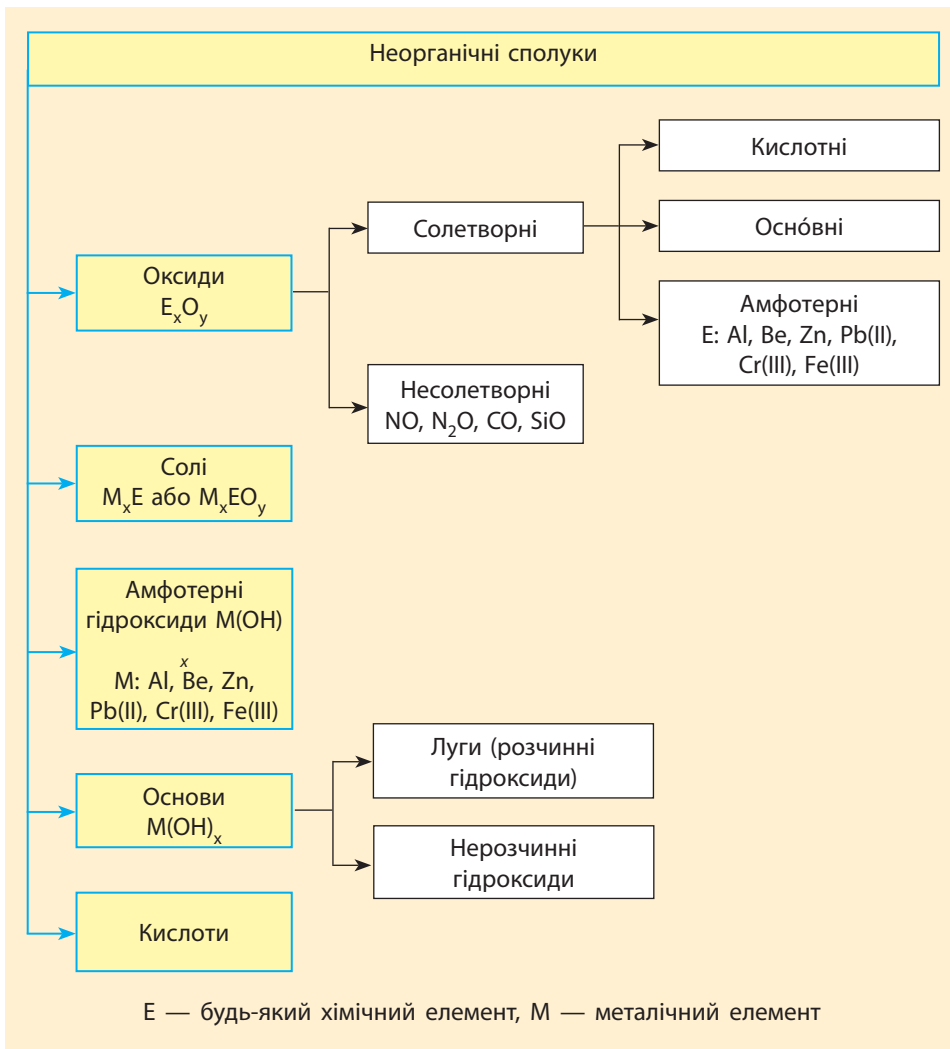 Неорганічні сполуки
Кислотні
Солетворні
Осно́вні
Оксиди
ExOy
Амфотерні
E: Al, Be, Zn, Pb(II),
Cr(III), Fe(III)
Несолетворні
NO, N2O, CO, SiO
Солі
MxE або MxEOy
Амфотерні
гідроксиди M(OH)
x
M: Al, Be, Zn,
Pb(II), Cr(III), Fe(III)
Луги (розчинні
гідроксиди)
Основи
M(OH)x
Нерозчинні
гідроксиди
Кислоти
E — будь-який хімічний елемент, M — металічний елемент